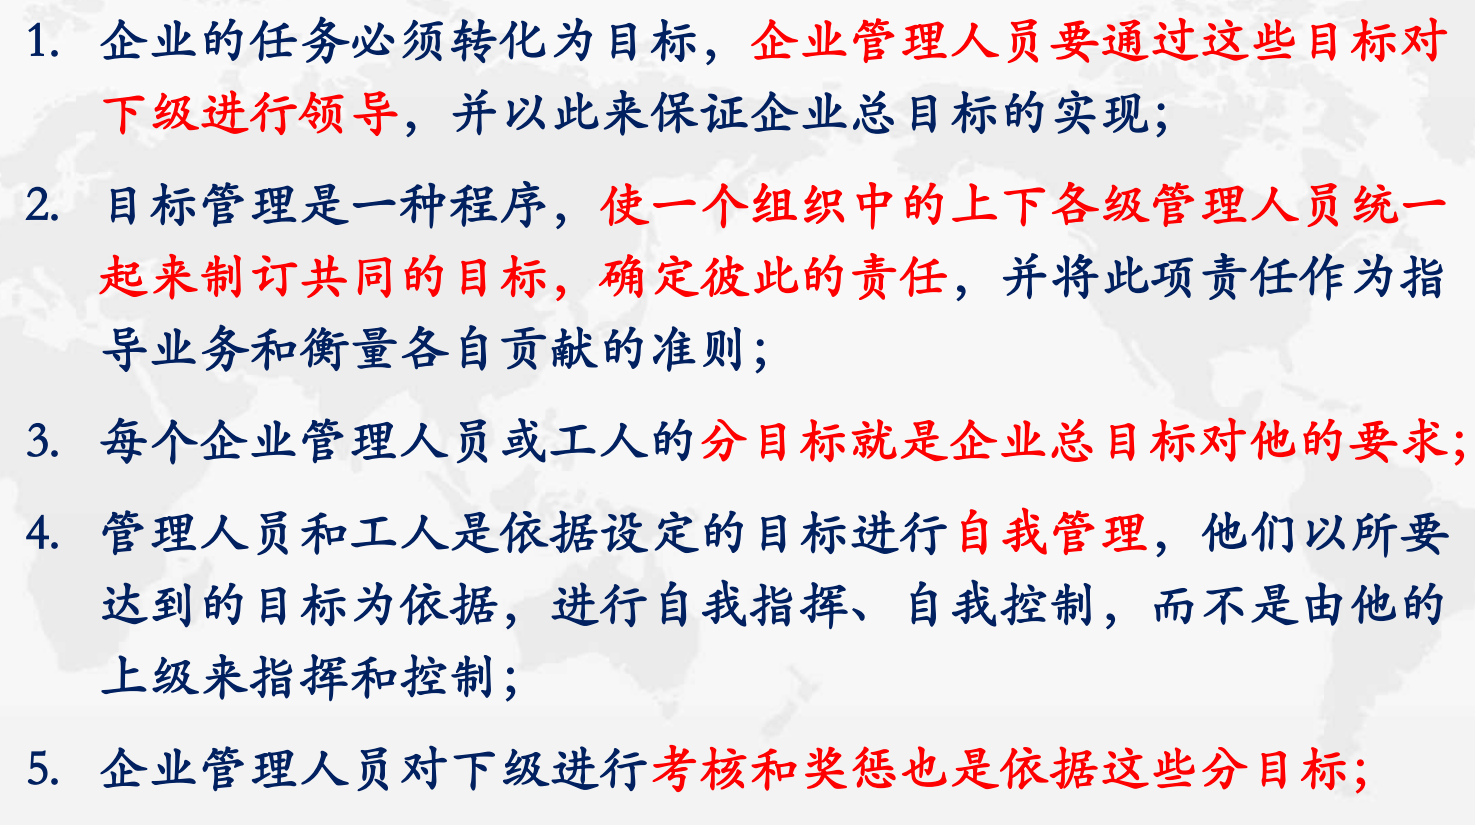 1. 企业的任务必须转化为目标，企业管理人员要通过这些目标对
下级进行领导，并以此来保证企业总目标的实现；
2. 目标管理是一种程序，使一个组织中的上下各级管理人员统一
起来制订共同的目标，确定彼此的责任，并将此项责任作为指
导业务和衡量各自贡献的准则；
3. 每个企业管理人员或工人的分目标就是企业总目标对他的要求；
4. 管理人员和工人是依据设定的目标进行自我管理，他们以所要
达到的目标为依据，进行自我指挥、自我控制，而不是由他的
上级来指挥和控制；
5. 企业管理人员对下级进行考核和奖惩也是依据这些分目标；